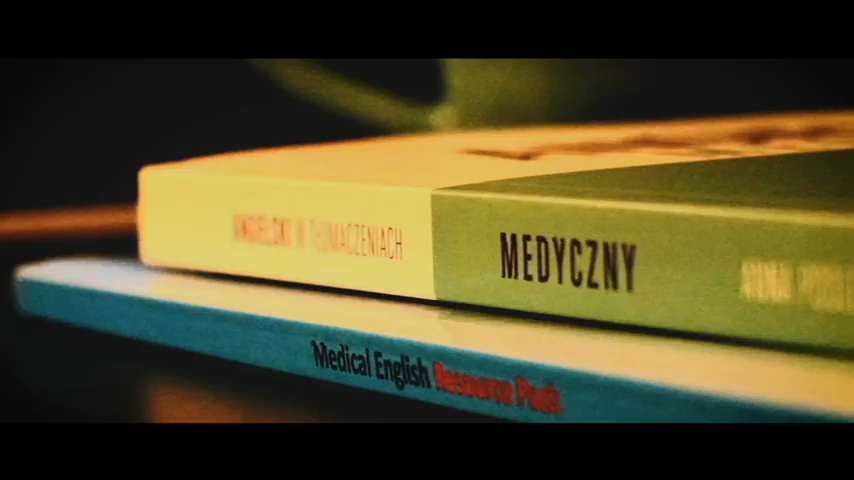 ANGIELSKI W TŁUMACZENIACH MEDYCZNY
Medical English Resource Pack